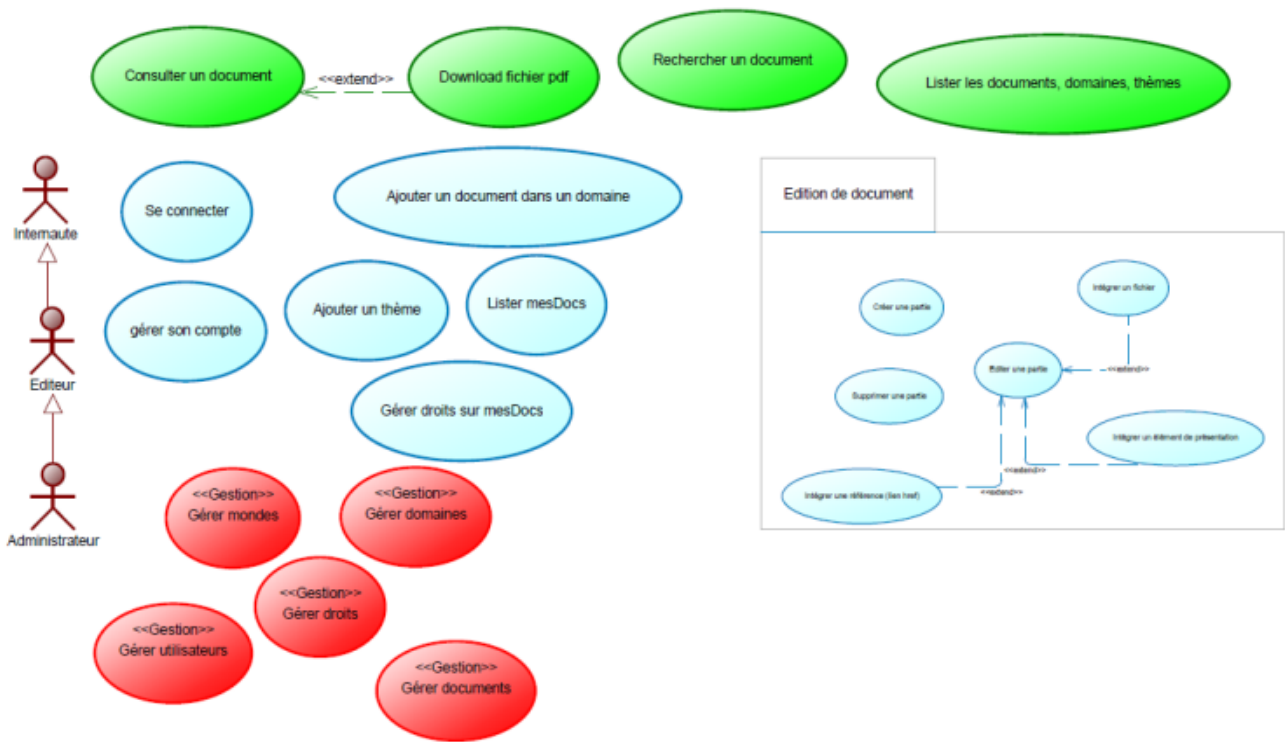 Consulter un document
<<extend>>
Download fichier pdf
Rechercher un document
Lister les documents, domaines, thèmes
Internaute
Se connecter
Ajouter un document dans un domaine
Edition de document
gérer son compte
Ajouter un thème
Lister mesDocs
Editeur
Gérer droits sur mesDocs
Créer une partie
Intégrer un fichier
Editer une partie
<<extend>>
Supprimer une partie
Intégrer un élément de présentation
<<extend>>
Intégrer une référence (lien href)
<<extend>>
Administrateur
<<Gestion>>
Gérer mondes
<<Gestion>>
Gérer domaines
<<Gestion>>
Gérer droits
<<Gestion>>
Gérer utilisateurs
<<Gestion>>
Gérer documents